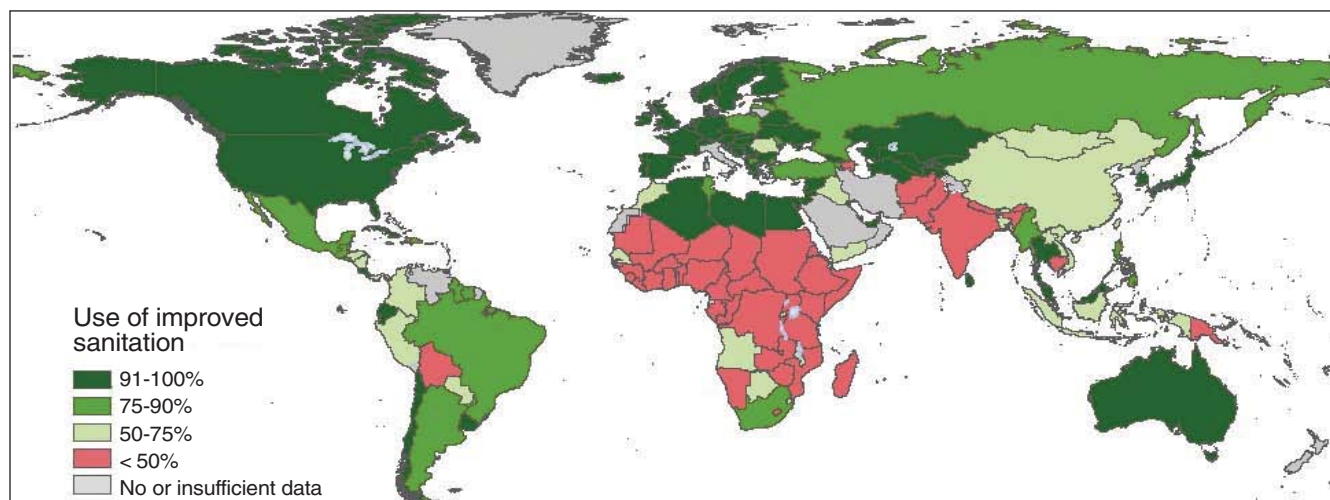 Use of improved
sanitation
91-100%
75-90%
50-75%
< 50%
No or insufficient data